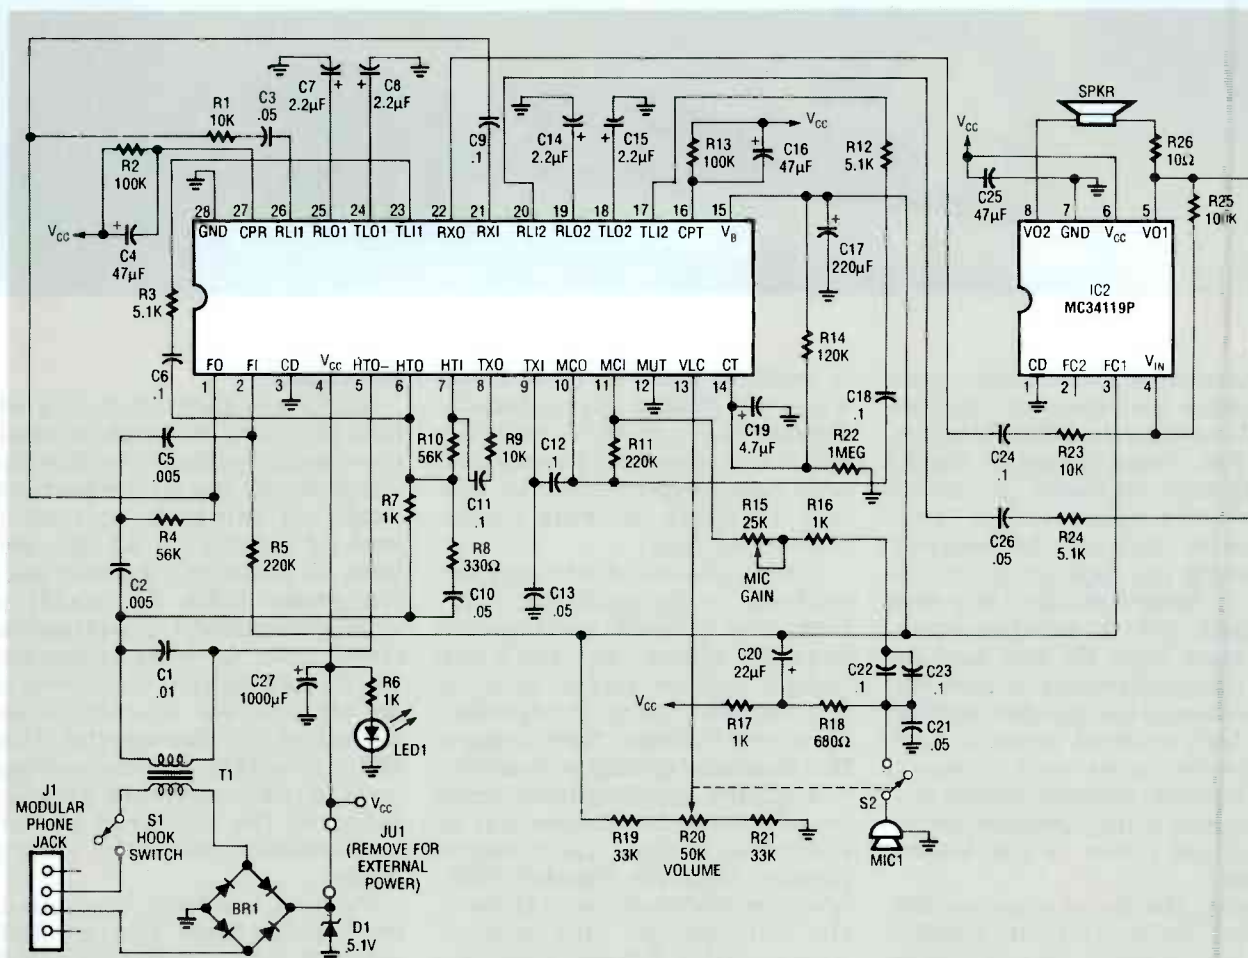 C7
2.2µF
C8
2.2µF
R1
10K
C3
.05
R2
100K
VCC
C4
47µF
R3
5.1K
C6
.1
C9
.1
C14
2.2µF
C15
2.2µF
R13
100K
VCC
C16
47µF
R12
5.1K
28 27 26 25 24 23 22 21 20 19 18 17 16 15
GND CPR RLI1 RLO1 TLO1 TLI1 RXO RXI RLI2 RLO2 TLO2 TLI2 CPT VB
FO FI CD VCC HTO– HTO HTI TXO TXI MCO MCI MUT VLC CT
1 2 3 4 5 6 7 8 9 10 11 12 13 14
C17
220µF
R14
120K
C18
.1
SPKR
VCC
R26
10Ω
C25
47µF
R25
8 7 6 5
VO2 GND VCC VO1
IC2
MC34119P
CD FC2 FC1 VIN
1 2 3 4
C5
.005
R4
56K
C2
.005
R5
220K
C1
.01
R10
56K
R9
10K
C11
.1
R7
1K
R8
330Ω
C10
.05
C12
.1
C13
.05
R11
220K
C19
4.7µF
R22
1MEG
R15
25K
MIC
GAIN
R16
1K
C24
.1
R23
10K
C26
.05
R24
5.1K
C27
1000µF
R6
1K
LED1
C20
22µF
C22
.1
C23
.1
VCC
R17
1K
R18
680Ω
C21
.05
T1
J1
MODULAR
PHONE
JACK
S1
HOOK
SWITCH
VCC
JU1
(REMOVE FOR
EXTERNAL
POWER)
BR1
D1
5.1V
R19
33K
R20
50K
VOLUME
R21
33K
S2
MIC1